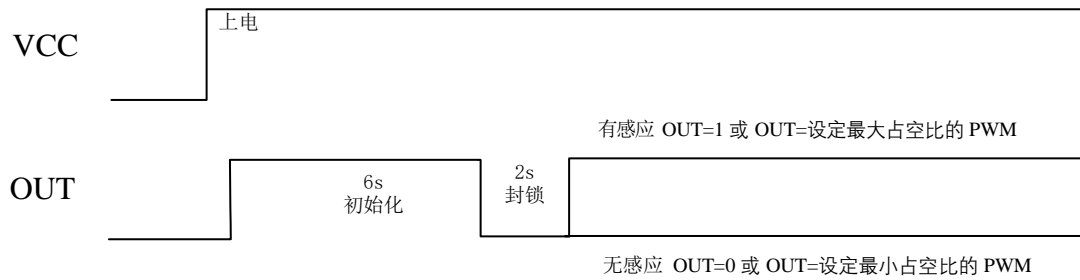 上电
VCC
有感应 OUT=1 或 OUT=设定最大占空比的 PWM
OUT
6s
初始化
2s
封锁
无感应 OUT=0 或 OUT=设定最小占空比的 PWM